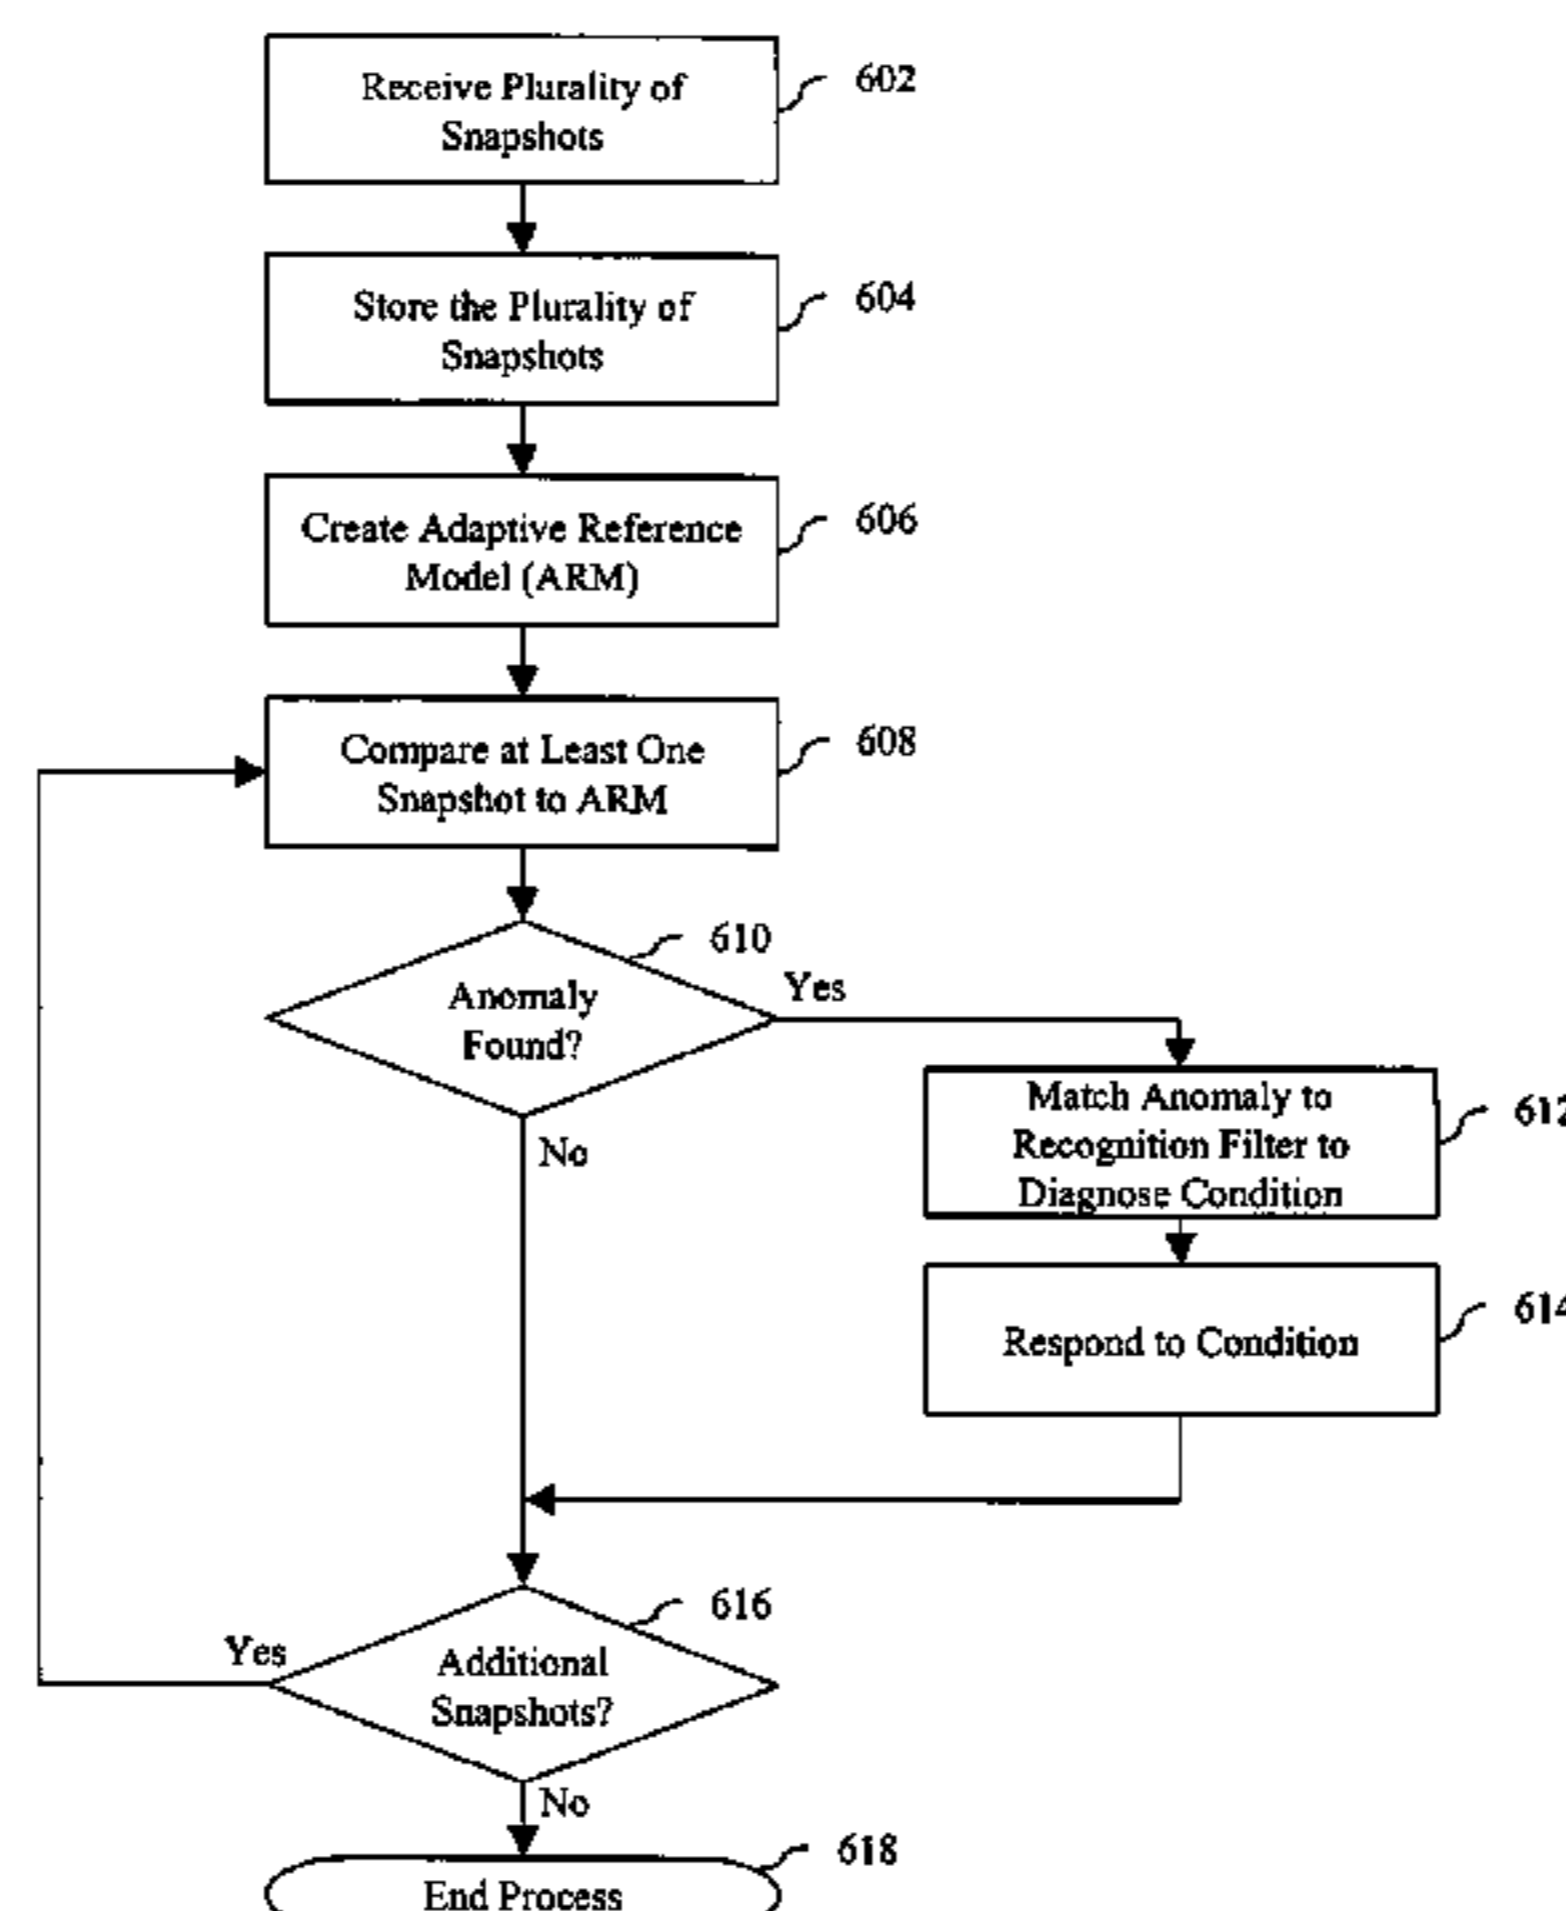 Receive Plurality of
Snapshots
602
Store the Plurality of
Snapshots
604
Create Adaptive Reference
Model (ARM)
606
Compare at Least One
Snapshot to ARM
608
610
Anomaly
Found?
Yes
No
Match Anomaly to
Recognition Filter to
Diagnose Condition
612
Respond to Condition
614
616
Additional
Snapshots?
Yes
No
618
End Process